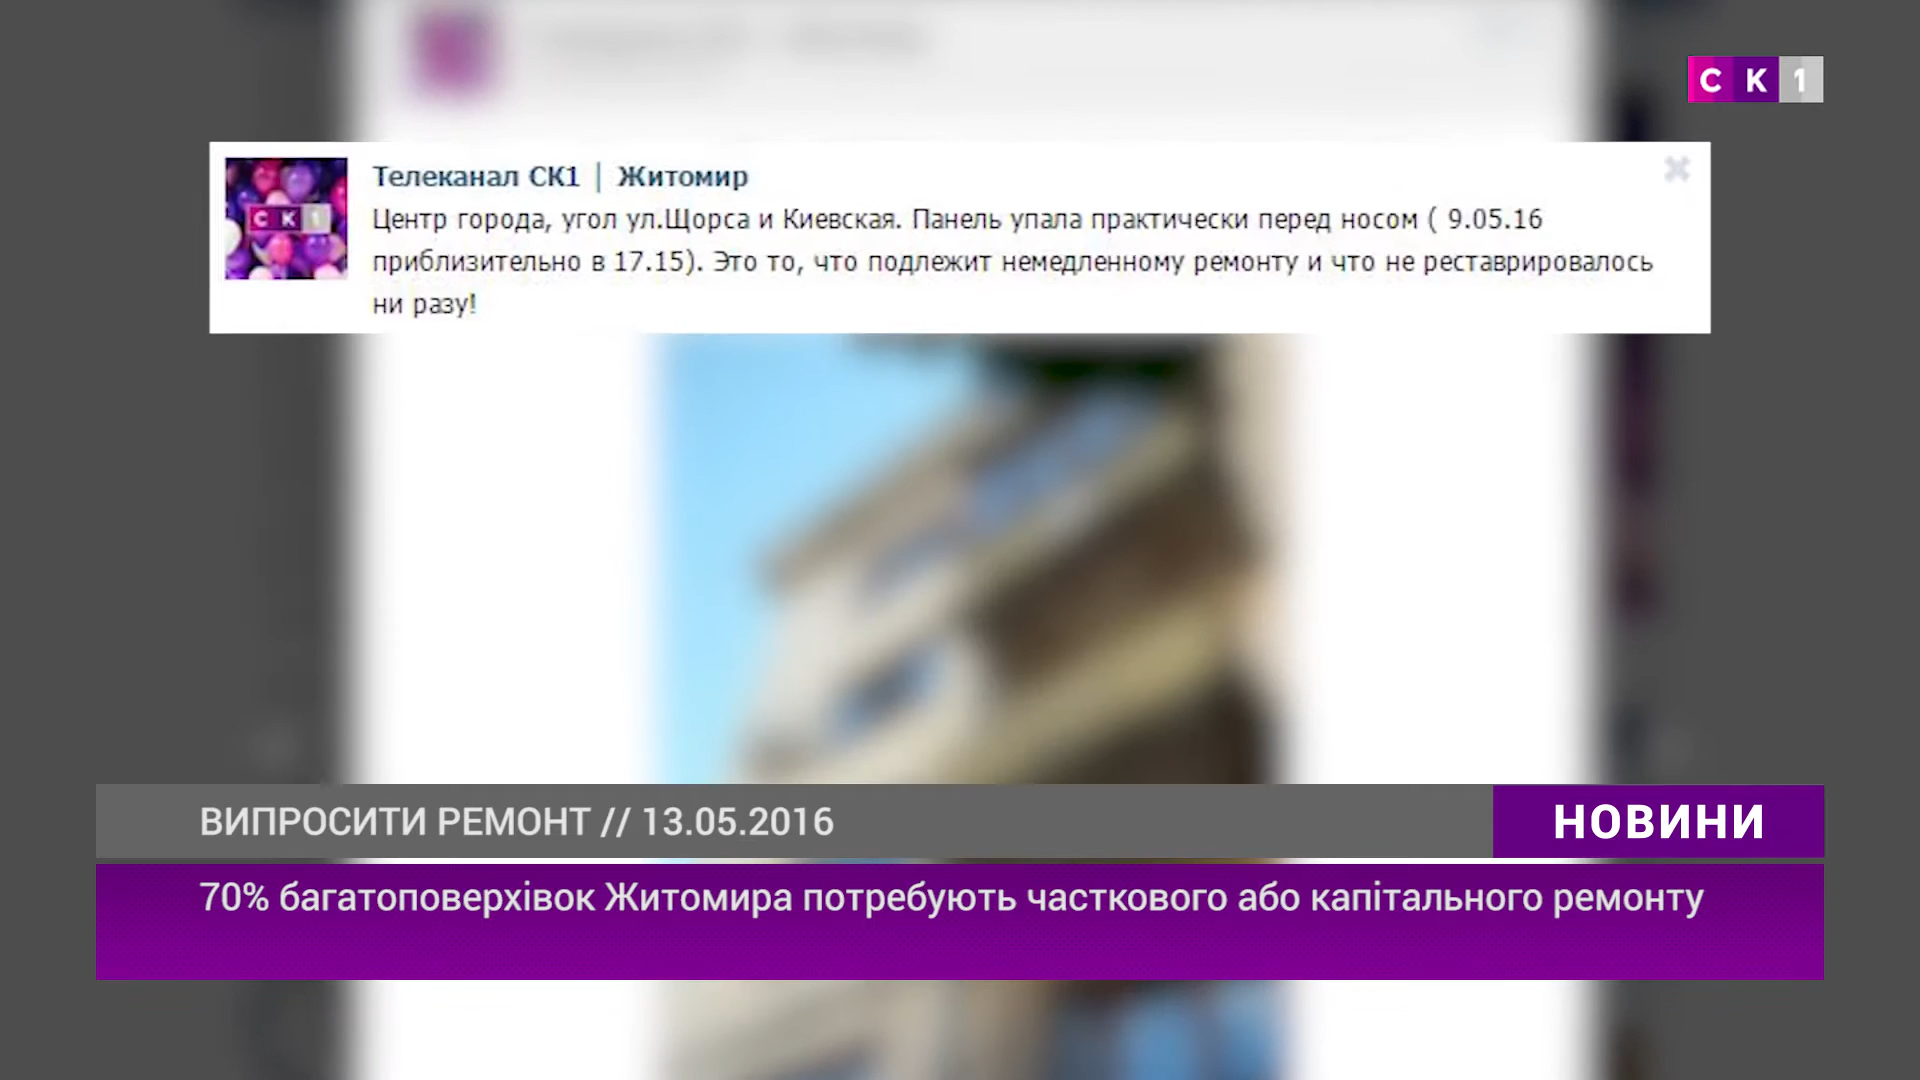 СК1
Телеканал СК1 | Житомир
Центр города, угол ул.Щорса и Киевская. Панель упала практически перед носом ( 9.05.16
приблизительно в 17.15). Это то, что подлежит немедленному ремонту и что не реставрировалось
ни разу!
СК1
ВИПРОСИТИ РЕМОНТ // 13.05.2016
НОВИНИ
70% багатоповерхівок Житомира потребують часткового або капітального ремонту